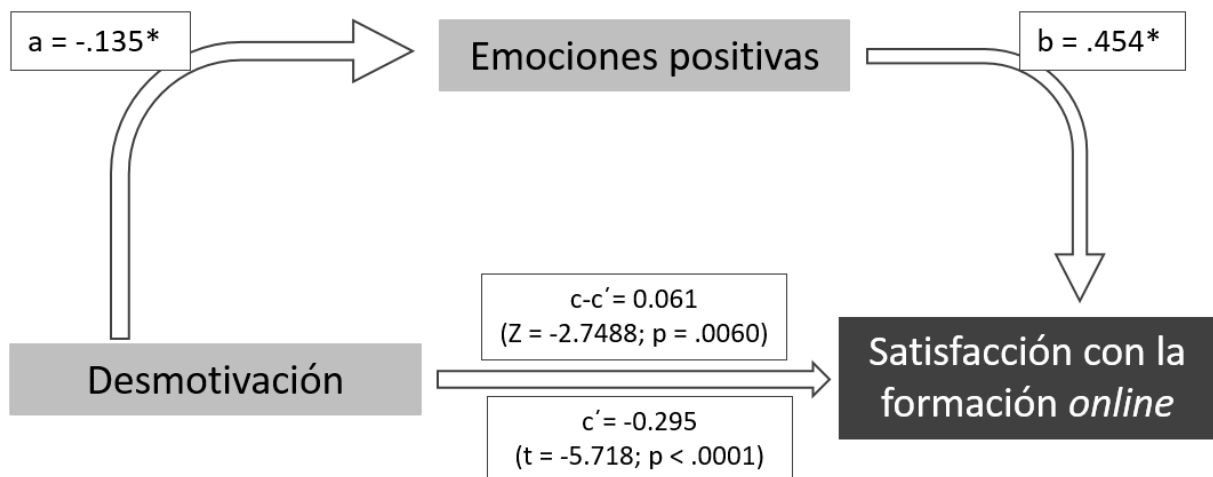 a = -.135*
Emociones positivas
b = .454*
c-c´= 0.061
(Z = -2.7488; p = .0060)
Desmotivación
c´= -0.295
(t = -5.718; p < .0001)
Satisfacción con la
formación online